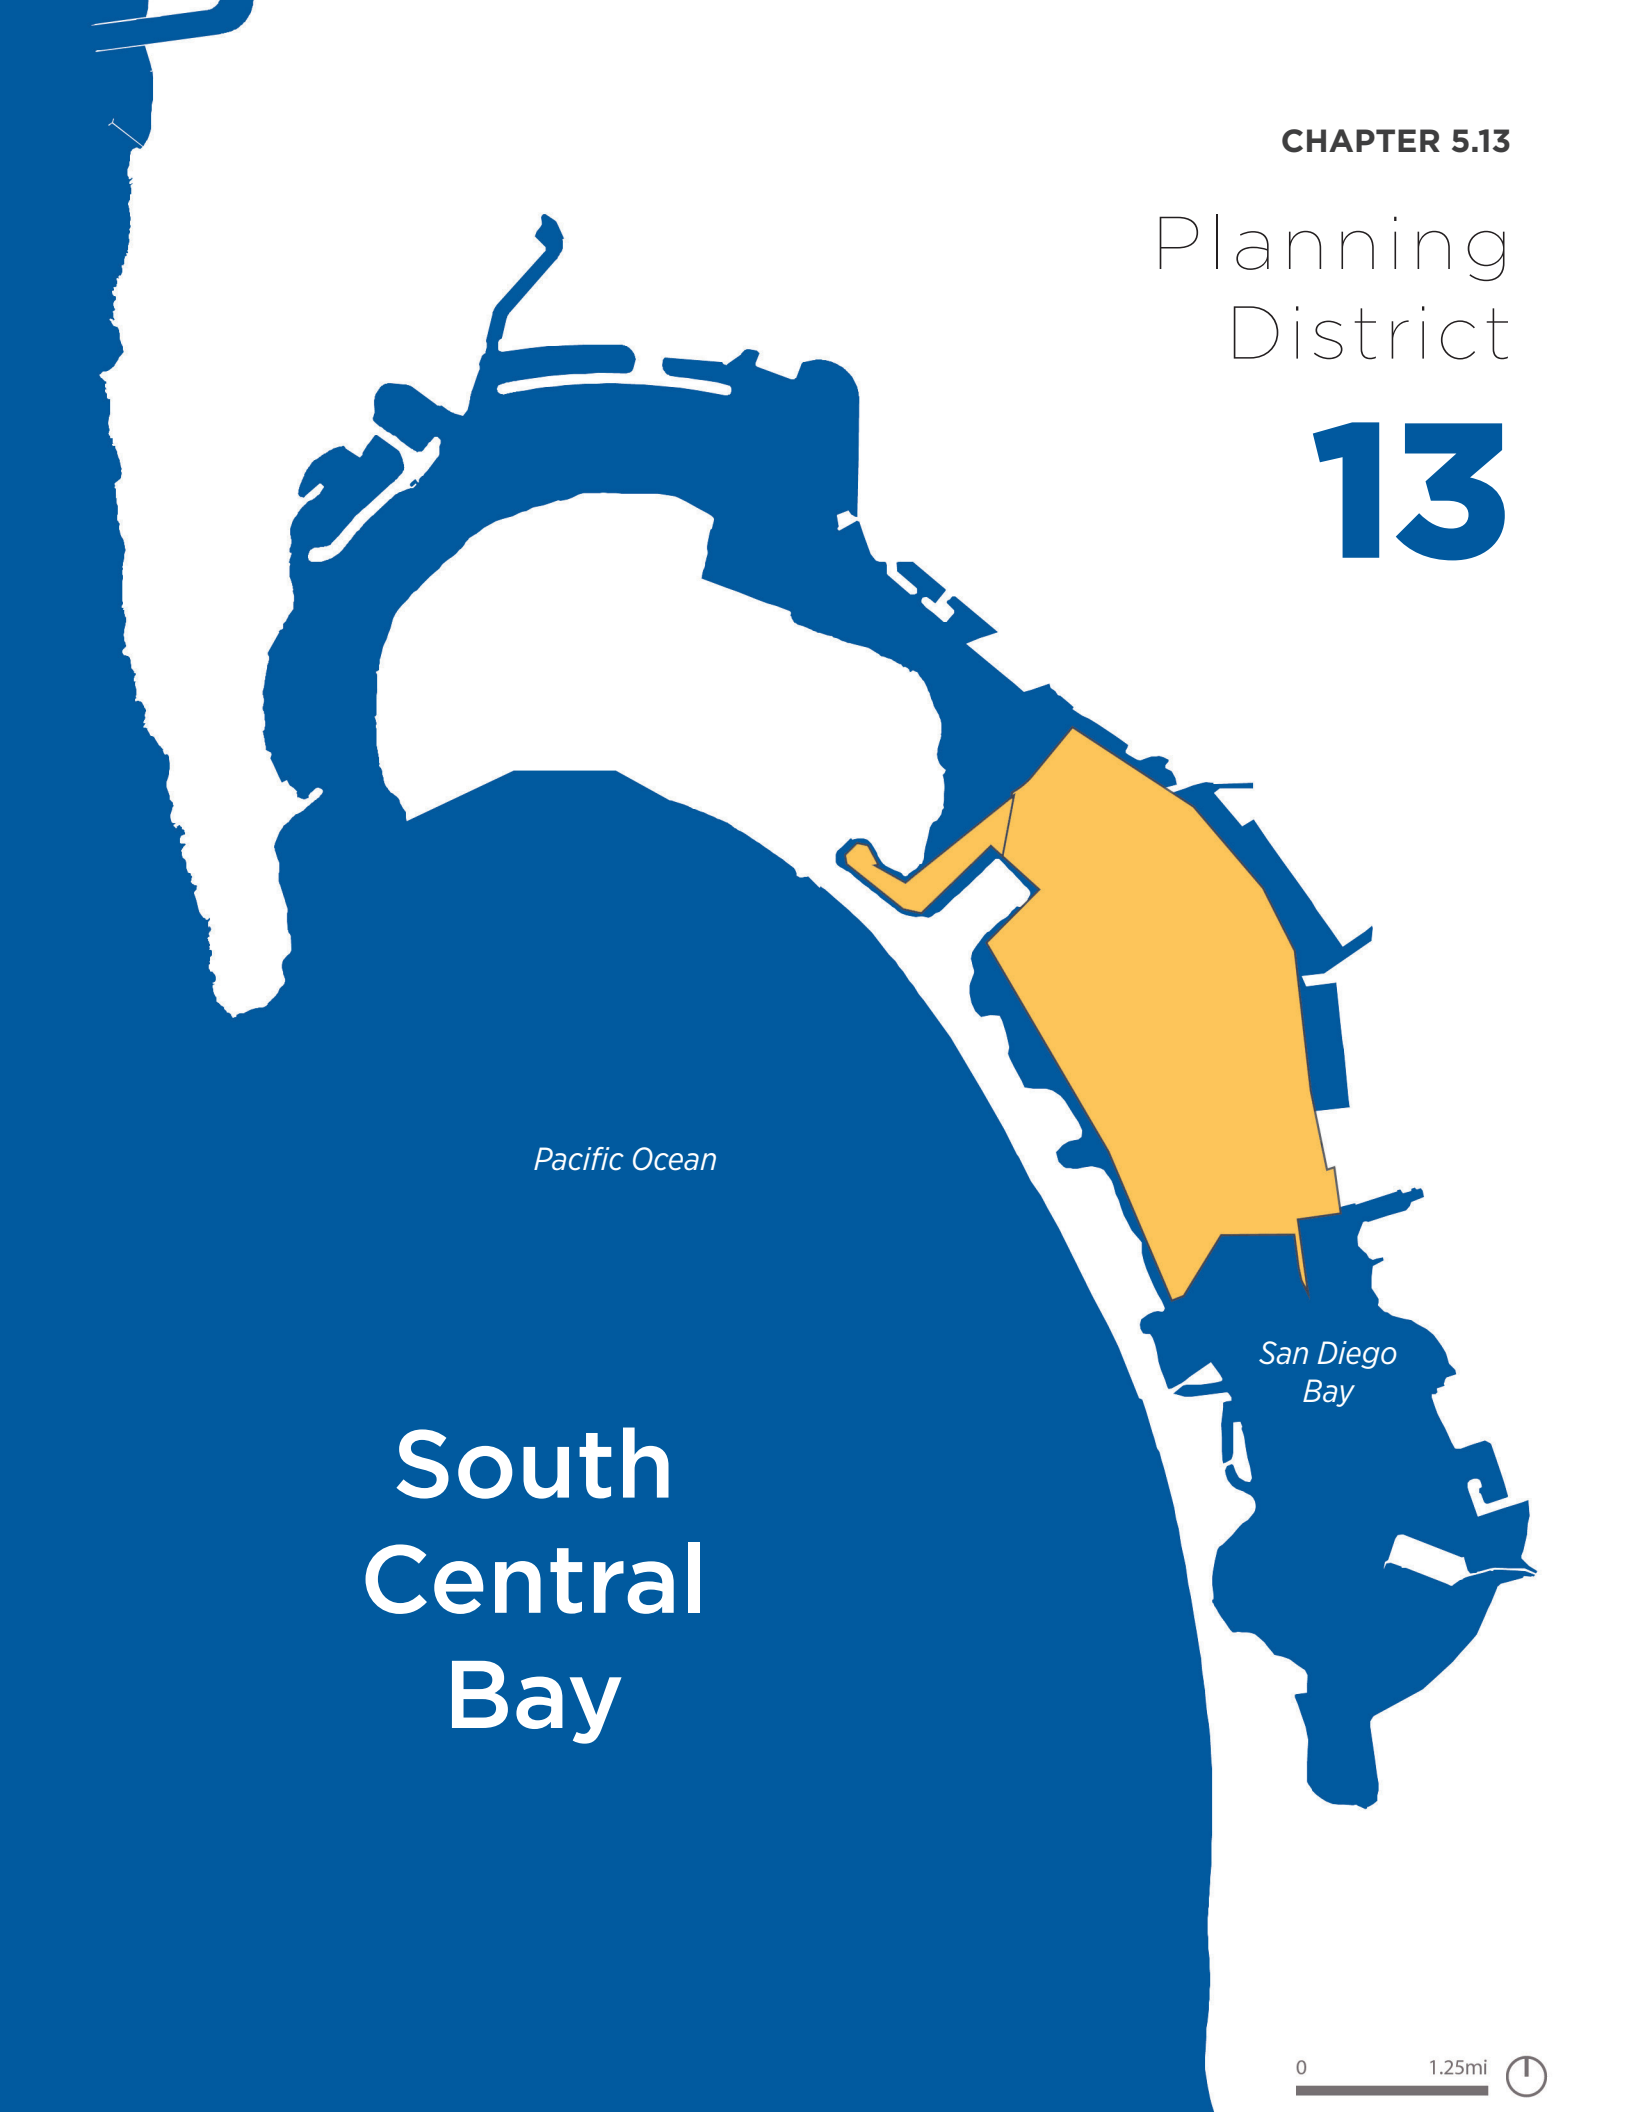 CHAPTER 5.13
Planning
District
13
Pacific Ocean
San Diego
Bay
South
Central
Bay
0 1.25mi